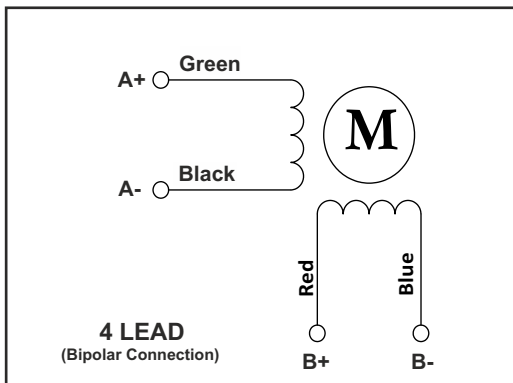 A+
Green
A-
Black
M
Red
Blue
B+
B-
4 LEAD
(Bipolar Connection)